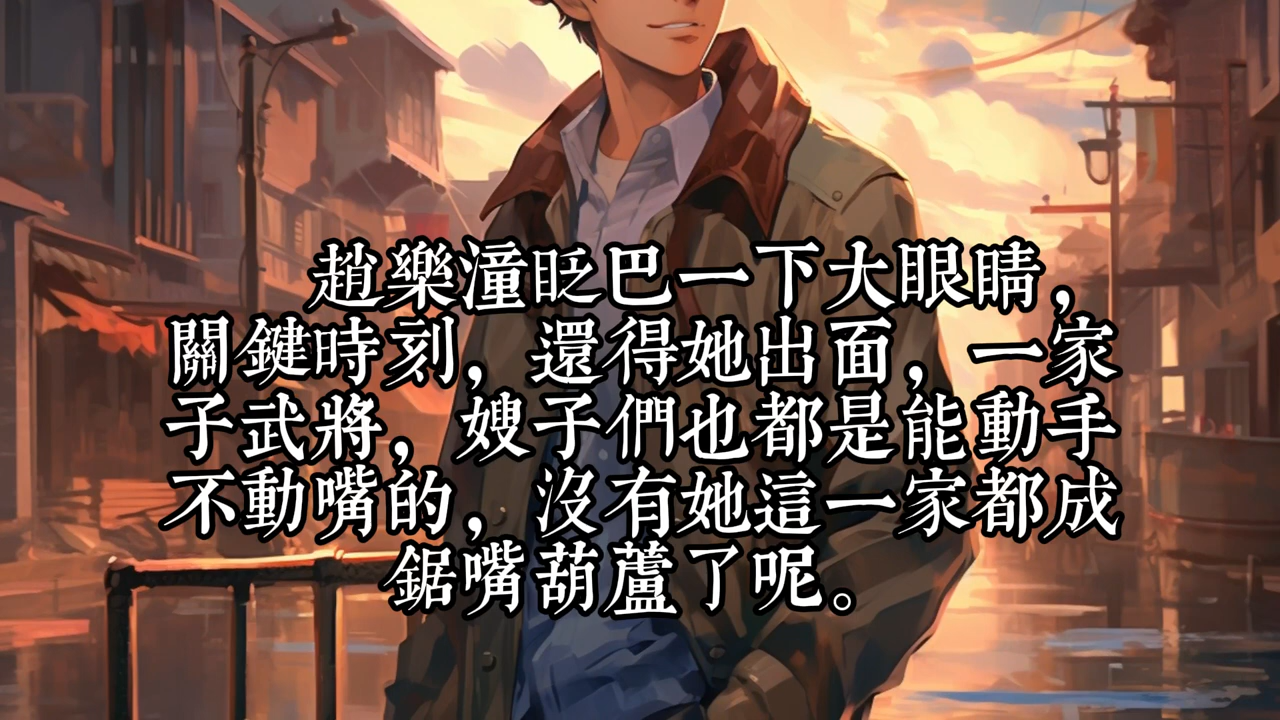 趙樂潼眨巴一下大眼睛，
關鍵時刻，還得她出面，一家
子武將，嫂子們也都是能動手
不動嘴的，沒有她這一家都成
鋸嘴葫蘆了呢。